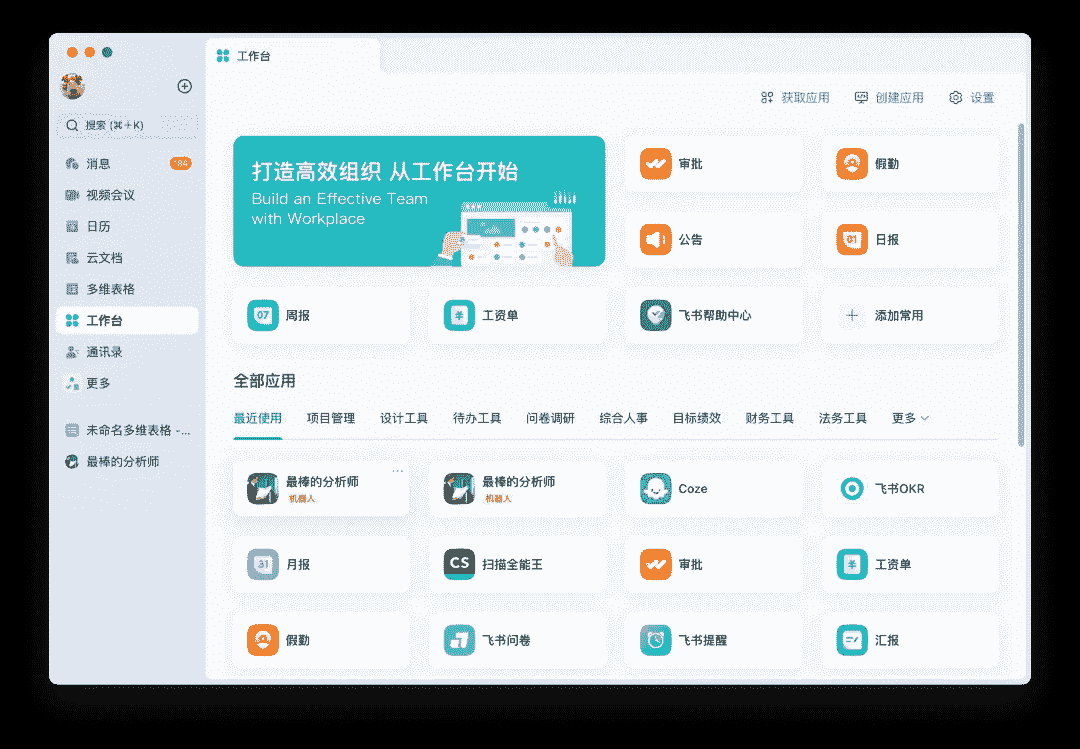 工作台
获取应用
创建应用
设置
搜索 (⌘+K)
消息
184
视频会议
日历
云文档
多维表格
工作台
通讯录
更多
未命名多维表格 -...
最棒的分析师
打造高效组织 从工作台开始
Build an Effective Team
with Workplace
审批
假勤
公告
01
日报
07
周报
工资单
飞书帮助中心
添加常用
全部应用
最近使用
项目管理
设计工具
待办工具
问卷调研
综合人事
目标绩效
财务工具
法务工具
更多
最棒的分析师
机器人
最棒的分析师
机器人
Coze
飞书OKR
31
月报
CS
扫描全能王
审批
工资单
假勤
飞书问卷
飞书提醒
汇报